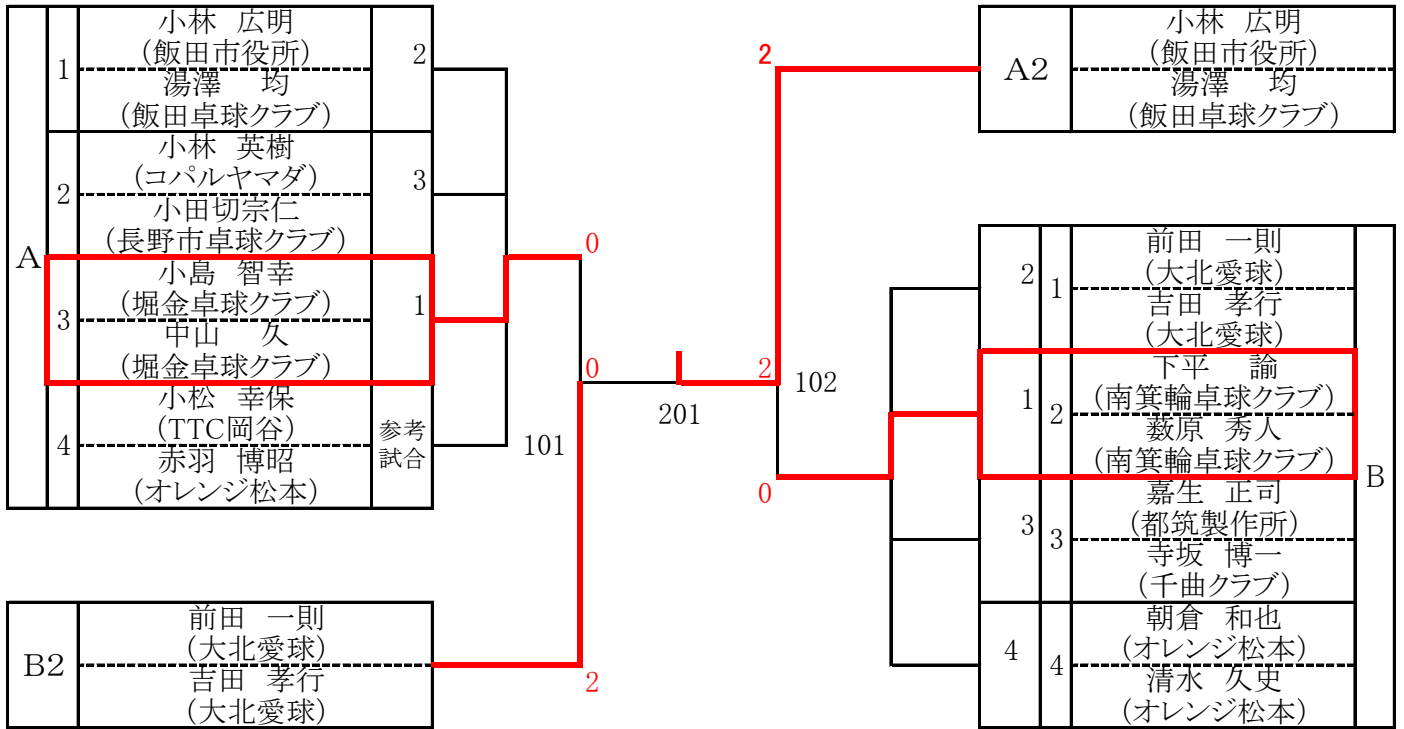 A
1
小林 広明
(飯田市役所)
湯澤 均
(飯田卓球クラブ)
2
2
小林 英樹
(コパルヤマダ)
小田切宗仁
(長野市卓球クラブ)
3
3
小島 智幸
(堀金卓球クラブ)
中山 久
(堀金卓球クラブ)
1
4
小松 幸保
(TTC岡谷)
赤羽 博昭
(オレンジ松本)
参考
試合
B2
前田 一則
(大北愛球)
吉田 孝行
(大北愛球)
0
0
101
2
201
2
2
102
0
A2
小林 広明
(飯田市役所)
湯澤 均
(飯田卓球クラブ)
2
1
前田 一則
(大北愛球)
吉田 孝行
(大北愛球)
1
2
下平 諭
(南箕輪卓球クラブ)
薮原 秀人
(南箕輪卓球クラブ)
3
3
嘉生 正司
(都筑製作所)
寺坂 博一
(千曲クラブ)
4
4
朝倉 和也
(オレンジ松本)
清水 久史
(オレンジ松本)
B